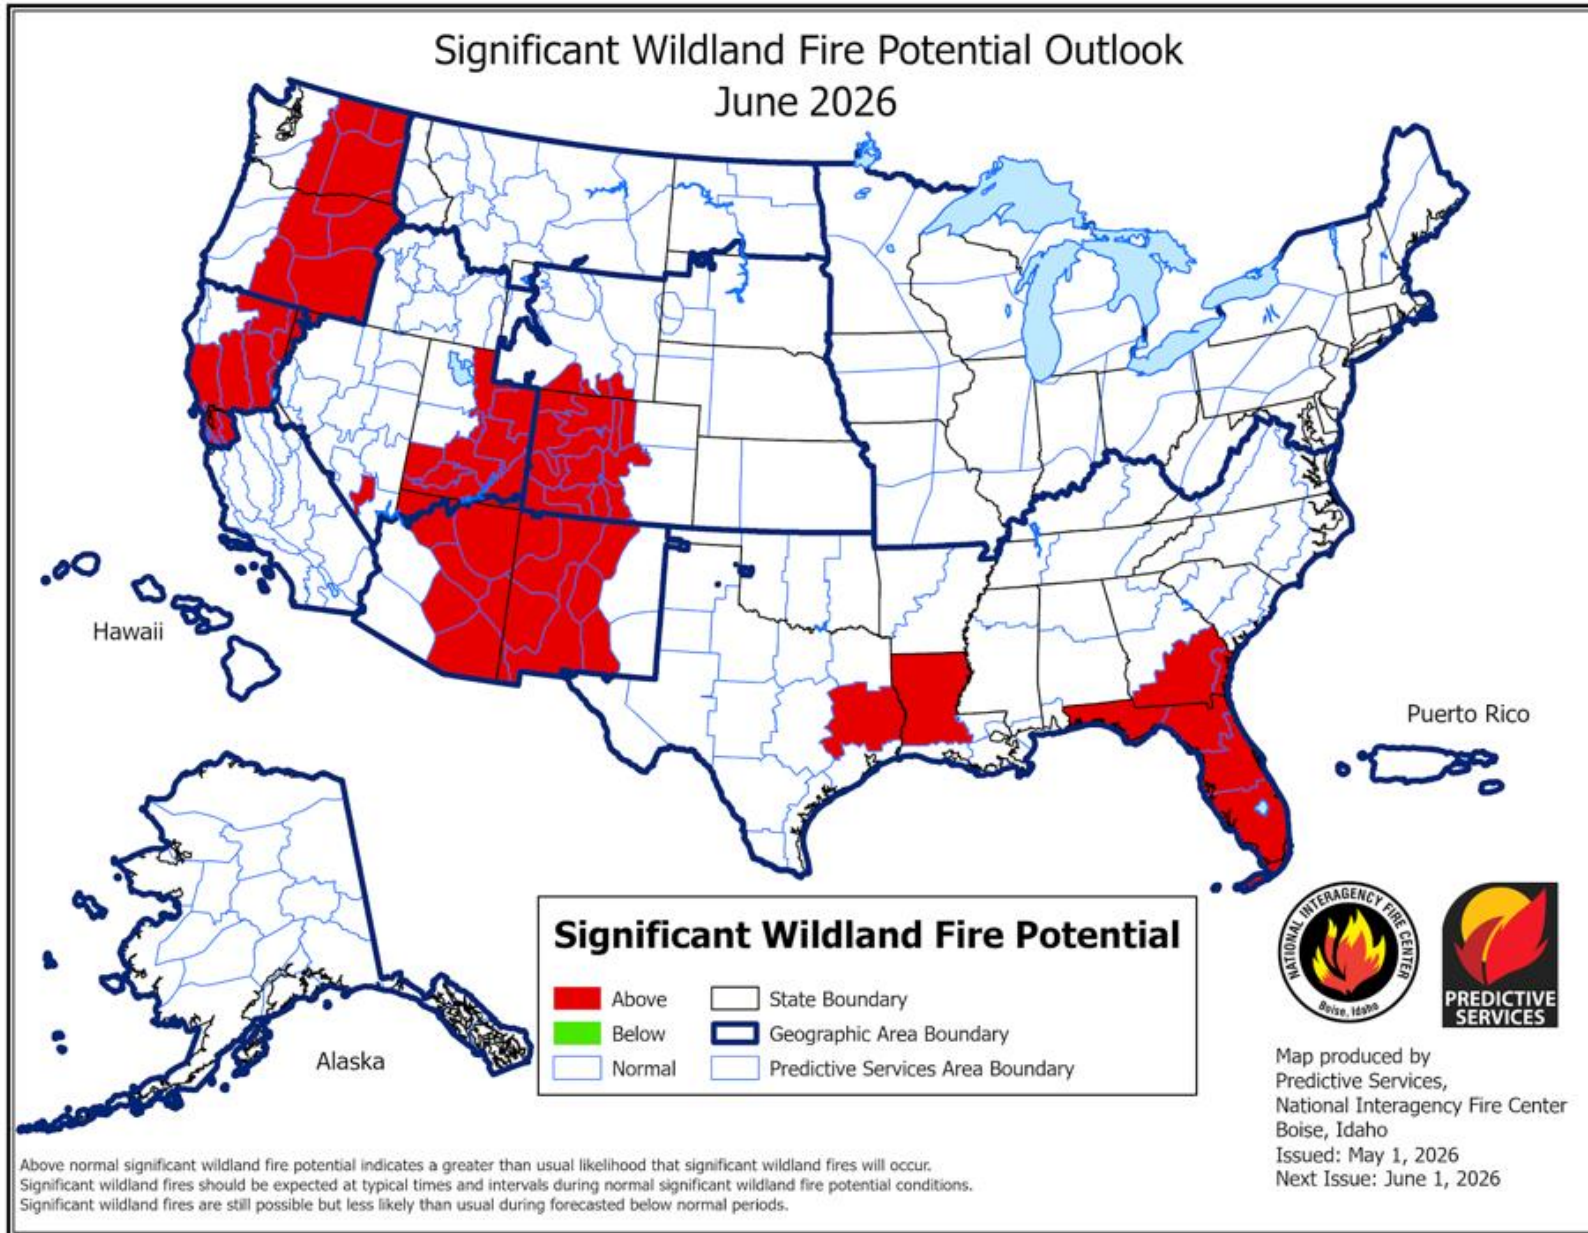 Significant Wildland Fire Potential Outlook
June 2026
Hawaii
Puerto Rico
Alaska
Significant Wildland Fire Potential
Above
Below
Normal
State Boundary
Geographic Area Boundary
Predictive Services Area Boundary
NATIONAL INTERAGENCY FIRE CENTER
Boise, Idaho
PREDICTIVE
SERVICES
Map produced by
Predictive Services,
National Interagency Fire Center
Boise, Idaho
Issued: May 1, 2026
Next Issue: June 1, 2026
Above normal significant wildland fire potential indicates a greater than usual likelihood that significant wildland fires will occur.
Significant wildland fires should be expected at typical times and intervals during normal significant wildland fire potential conditions.
Significant wildland fires are still possible but less likely than usual during forecasted below normal periods.